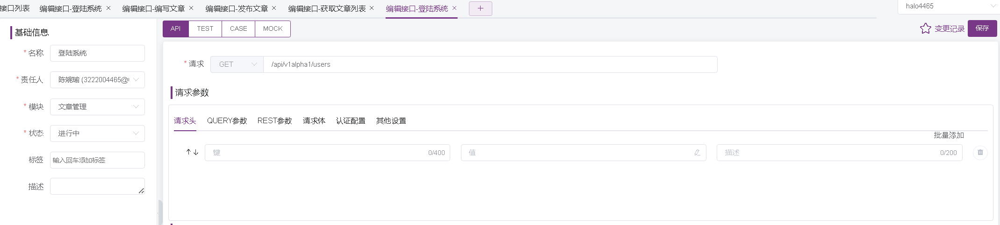 接口列表 编辑接口-登陆系统 × 编辑接口-编写文章 × 编辑接口-发布文章 × 编辑接口-获取文章列表 × 编辑接口-登陆系统 × +
halo4465
基础信息
* 名称 登陆系统
* 责任人 陈婉瑜 (3222004465@
* 模块 文章管理
* 状态 进行中
标签 输入回车添加标签
描述
API TEST CASE MOCK
变更记录 保存
* 请求 GET /api/v1alpha1/users
请求参数
请求头 QUERY参数 REST参数 请求体 认证配置 其他设置
批量添加
↑↓ 键 0/400 值 描述 0/200